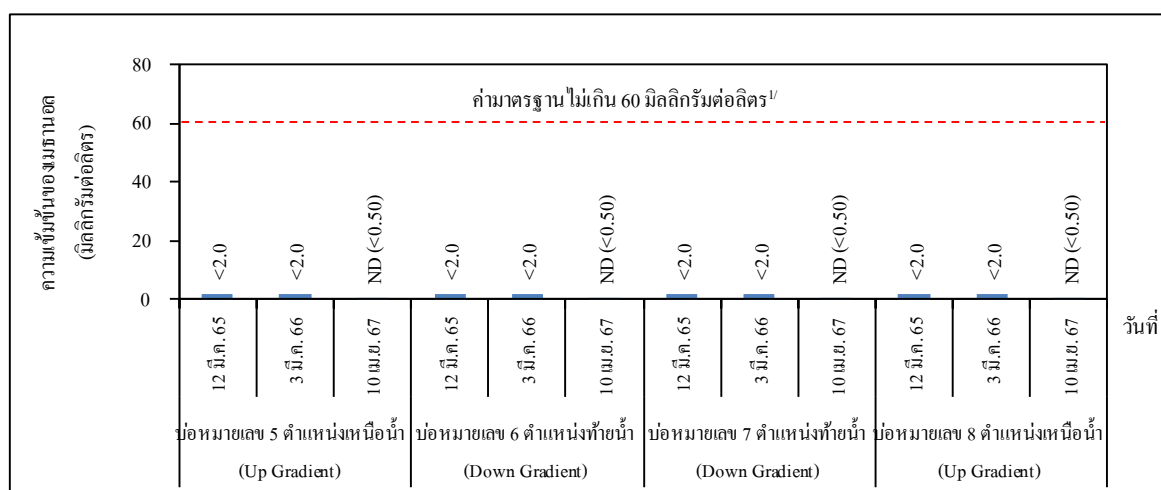 ความเข้มข้นของเมธานอล
(มิลลิกรัมต่อลิตร)
80
60
40
20
0
ค่ามาตรฐานไม่เกิน 60 มิลลิกรัมต่อลิตร1/
<2.0
<2.0
ND (<0.50)
<2.0
<2.0
ND (<0.50)
<2.0
<2.0
ND (<0.50)
<2.0
<2.0
ND (<0.50)
12 มี.ค. 65
3 มี.ค. 66
10 เม.ย. 67
12 มี.ค. 65
3 มี.ค. 66
10 เม.ย. 67
12 มี.ค. 65
3 มี.ค. 66
10 เม.ย. 67
12 มี.ค. 65
3 มี.ค. 66
10 เม.ย. 67
วันที่
บ่อหมายเลข 5 ตำแหน่งเหนือน้ำ
(Up Gradient)
บ่อหมายเลข 6 ตำแหน่งท้ายน้ำ
(Down Gradient)
บ่อหมายเลข 7 ตำแหน่งท้ายน้ำ
(Down Gradient)
บ่อหมายเลข 8 ตำแหน่งเหนือน้ำ
(Up Gradient)